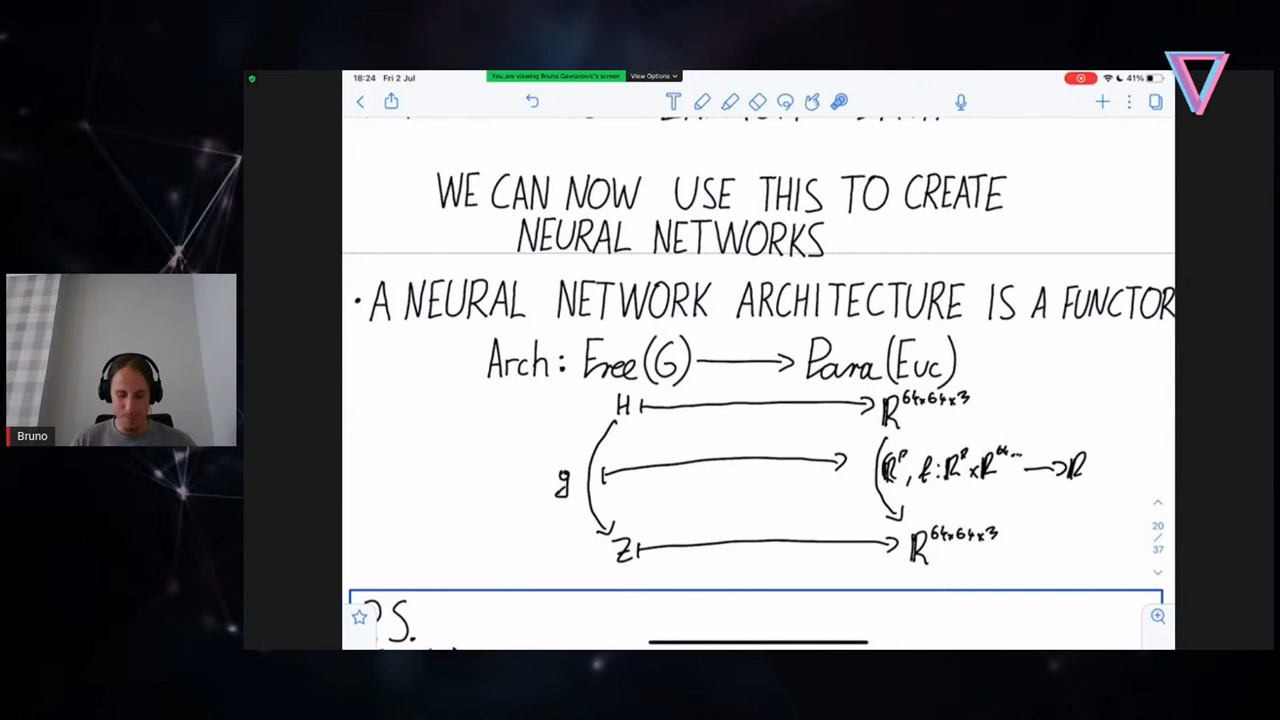 18:24 Fri 2 Jul
You are viewing Bruno Gavranovic's screen
View Options
41%
WE CAN NOW USE THIS TO CREATE
NEURAL NETWORKS
• A NEURAL NETWORK ARCHITECTURE IS A FUNCTOR
Arch: Free(G) ⟶ Para(Euc)
H ⟼ ℝ^64×64×3
g ⟼ (ℝ^p, f: ℝ^p × ℝ^64... ⟶ ℝ
Z ⟼ ℝ^64×64×3
20
/
37
P.S.
Bruno